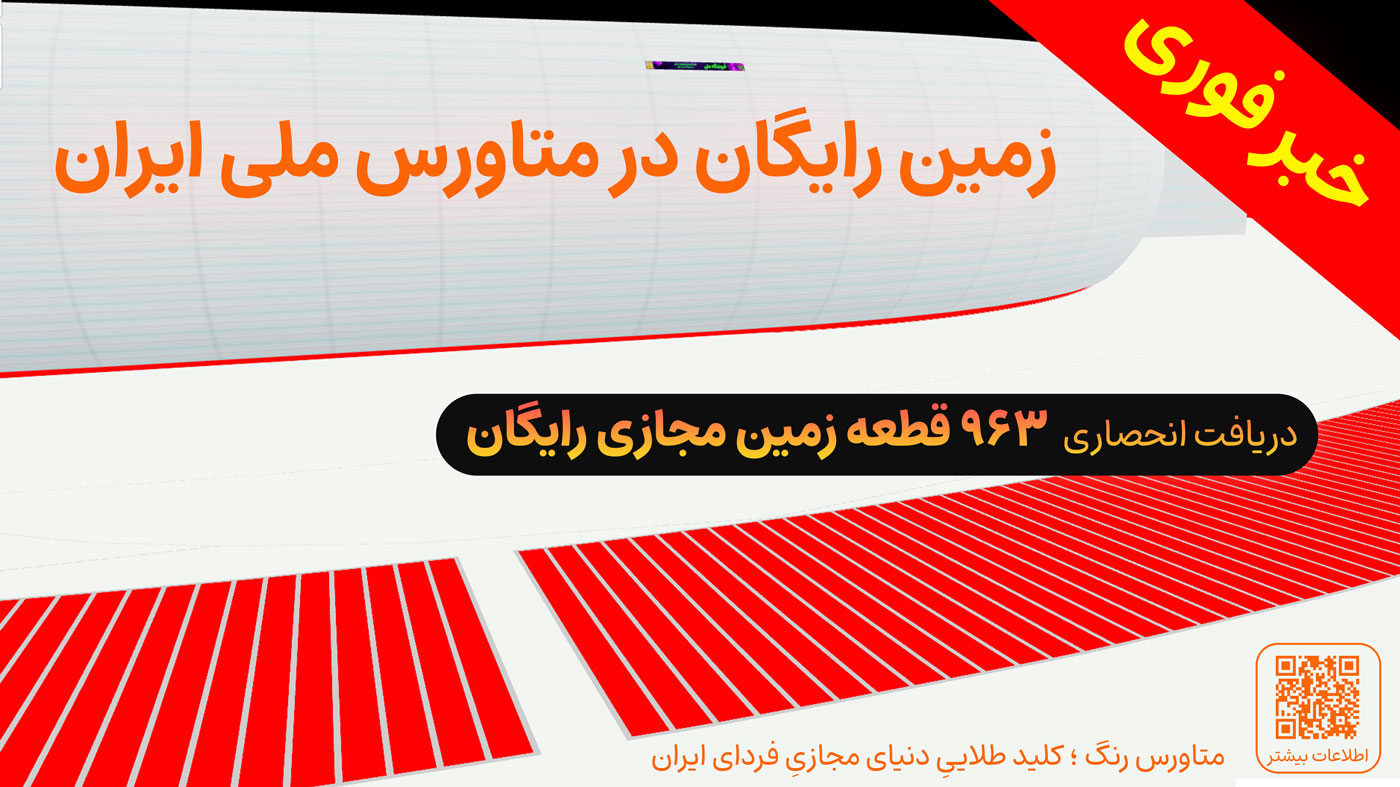 خبر فوری
زمین رایگان در متاورس ملی ایران
دریافت انحصاری ۹۶۳ قطعه زمین مجازی رایگان
متاورس رنگ ؛ کلید طلاییِ دنیای مجازیِ فردای ایران
اطلاعات بیشتر